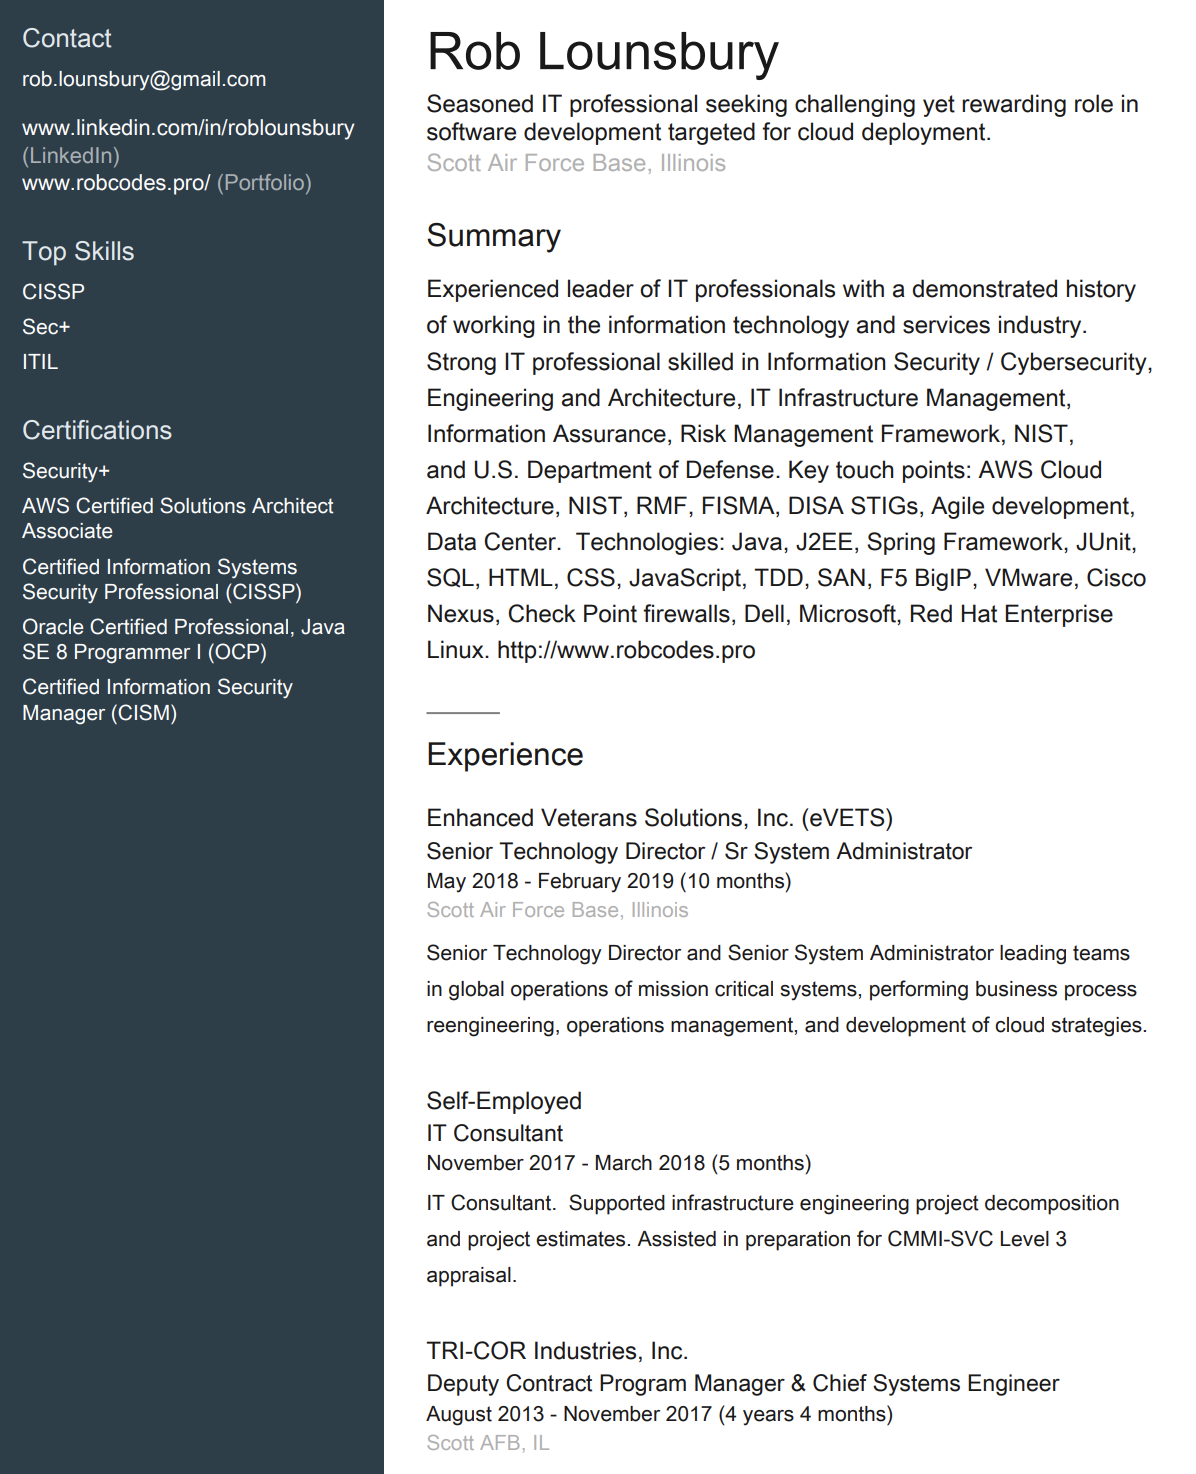 Contact
rob.lounsbury@gmail.com
www.linkedin.com/in/roblounsbury
(LinkedIn)
www.robcodes.pro/ (Portfolio)
Top Skills
CISSP
Sec+
ITIL
Certifications
Security+
AWS Certified Solutions Architect
Associate
Certified Information Systems
Security Professional (CISSP)
Oracle Certified Professional, Java
SE 8 Programmer I (OCP)
Certified Information Security
Manager (CISM)
Rob Lounsbury
Seasoned IT professional seeking challenging yet rewarding role in
software development targeted for cloud deployment.
Scott Air Force Base, Illinois
Summary
Experienced leader of IT professionals with a demonstrated history
of working in the information technology and services industry.
Strong IT professional skilled in Information Security / Cybersecurity,
Engineering and Architecture, IT Infrastructure Management,
Information Assurance, Risk Management Framework, NIST,
and U.S. Department of Defense. Key touch points: AWS Cloud
Architecture, NIST, RMF, FISMA, DISA STIGs, Agile development,
Data Center.  Technologies: Java, J2EE, Spring Framework, JUnit,
SQL, HTML, CSS, JavaScript, TDD, SAN, F5 BigIP, VMware, Cisco
Nexus, Check Point firewalls, Dell, Microsoft, Red Hat Enterprise
Linux. http://www.robcodes.pro
Experience
Enhanced Veterans Solutions, Inc. (eVETS)
Senior Technology Director / Sr System Administrator
May 2018 - February 2019 (10 months)
Scott Air Force Base, Illinois
Senior Technology Director and Senior System Administrator leading teams
in global operations of mission critical systems, performing business process
reengineering, operations management, and development of cloud strategies.
Self-Employed
IT Consultant
November 2017 - March 2018 (5 months)
IT Consultant.  Supported infrastructure engineering project decomposition
and project estimates. Assisted in preparation for CMMI-SVC Level 3
appraisal.
TRI-COR Industries, Inc.
Deputy Contract Program Manager & Chief Systems Engineer
August 2013 - November 2017 (4 years 4 months)
Scott AFB, IL